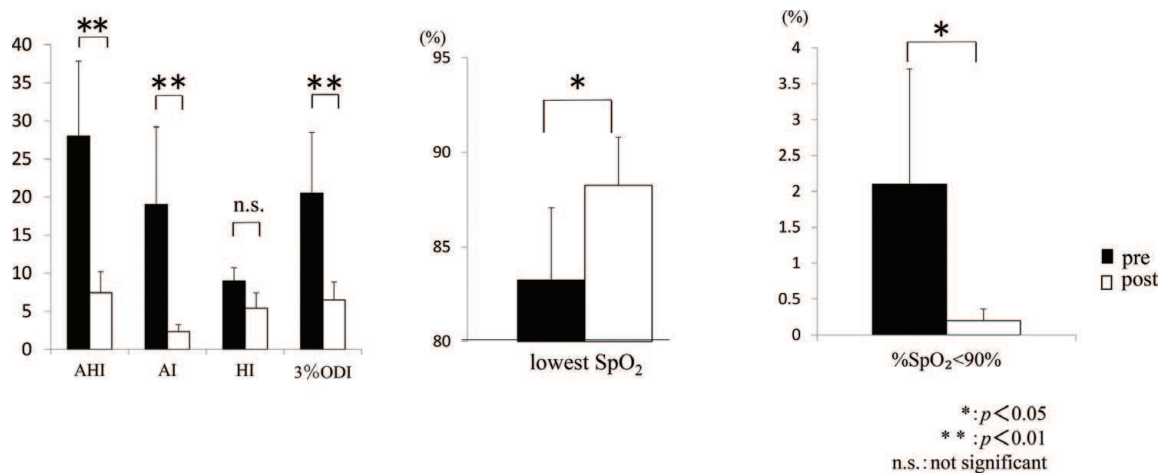 **
40
35
30
25
20
15
10
5
0
**
n.s.
**
AHI
AI
HI
3%ODI
(%)
95
90
85
80
*
lowest SpO₂
(%)
4
3.5
3
2.5
2
1.5
1
0.5
0
*
%SpO₂<90%
pre
post
*:p<0.05
**:p<0.01
n.s.:not significant